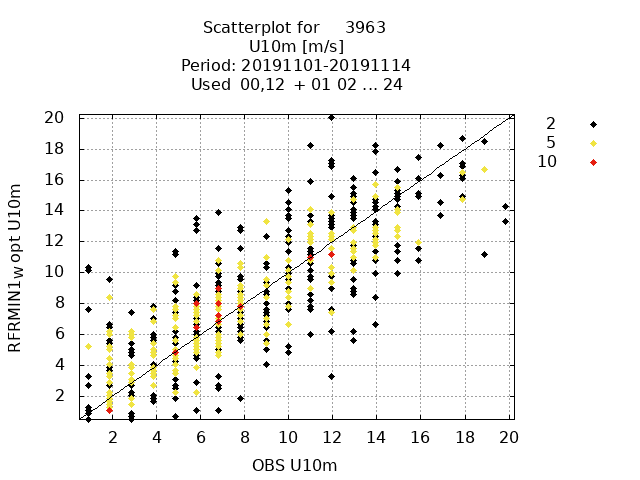 Scatterplot for 3963
U10m [m/s]
Period: 20191101-20191114
Used 00,12 + 01 02 ... 24
2
5
10
20
18
16
14
12
10
8
6
4
2
RFRMIN1W opt U10m
2 4 6 8 10 12 14 16 18 20
OBS U10m